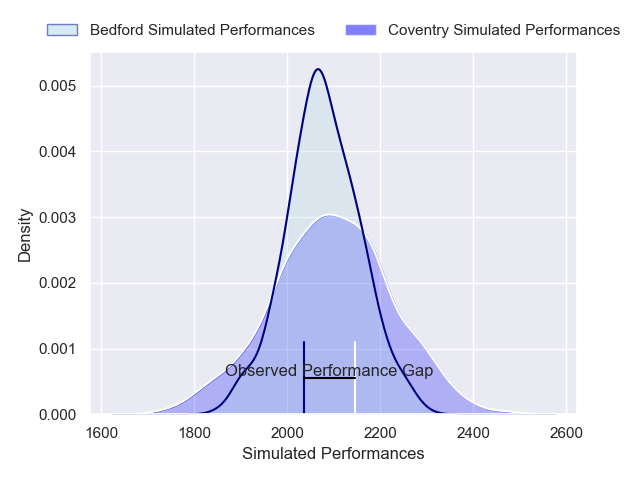 Bedford Simulated Performances
Coventry Simulated Performances
0.005
0.004
0.003
0.002
0.001
0.000
Density
Observed Performance Gap
1600 1800 2000 2200 2400 2600
Simulated Performances